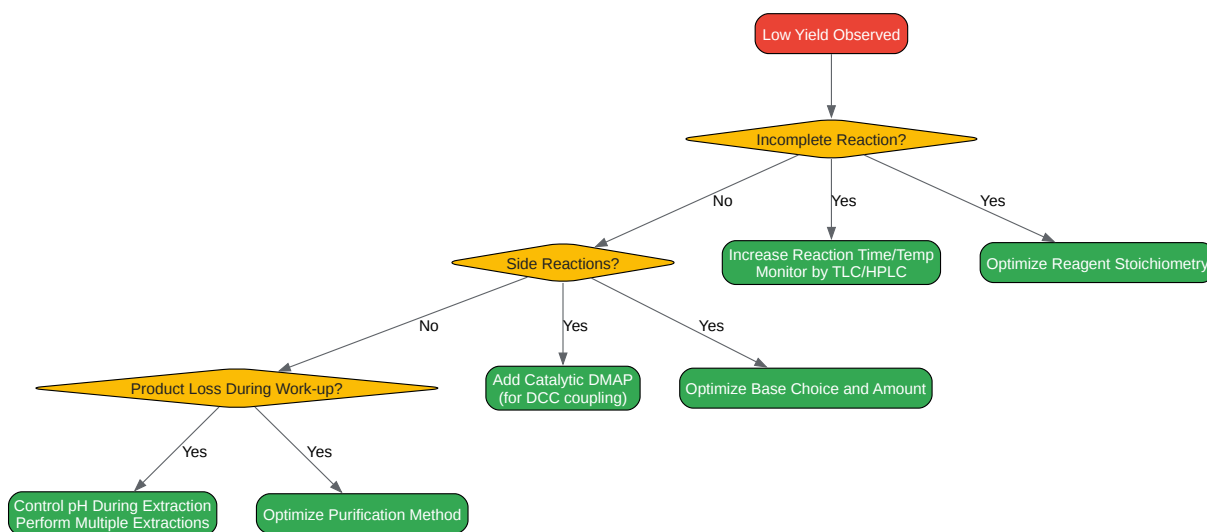 Low Yield Observed
Incomplete Reaction?
No
Yes
Yes
Side Reactions?
Increase Reaction Time/Temp
Monitor by TLC/HPLC
Optimize Reagent Stoichiometry
No
Yes
Yes
Product Loss During Work-up?
Add Catalytic DMAP
(for DCC coupling)
Optimize Base Choice and Amount
Yes
Yes
Control pH During Extraction
Perform Multiple Extractions
Optimize Purification Method